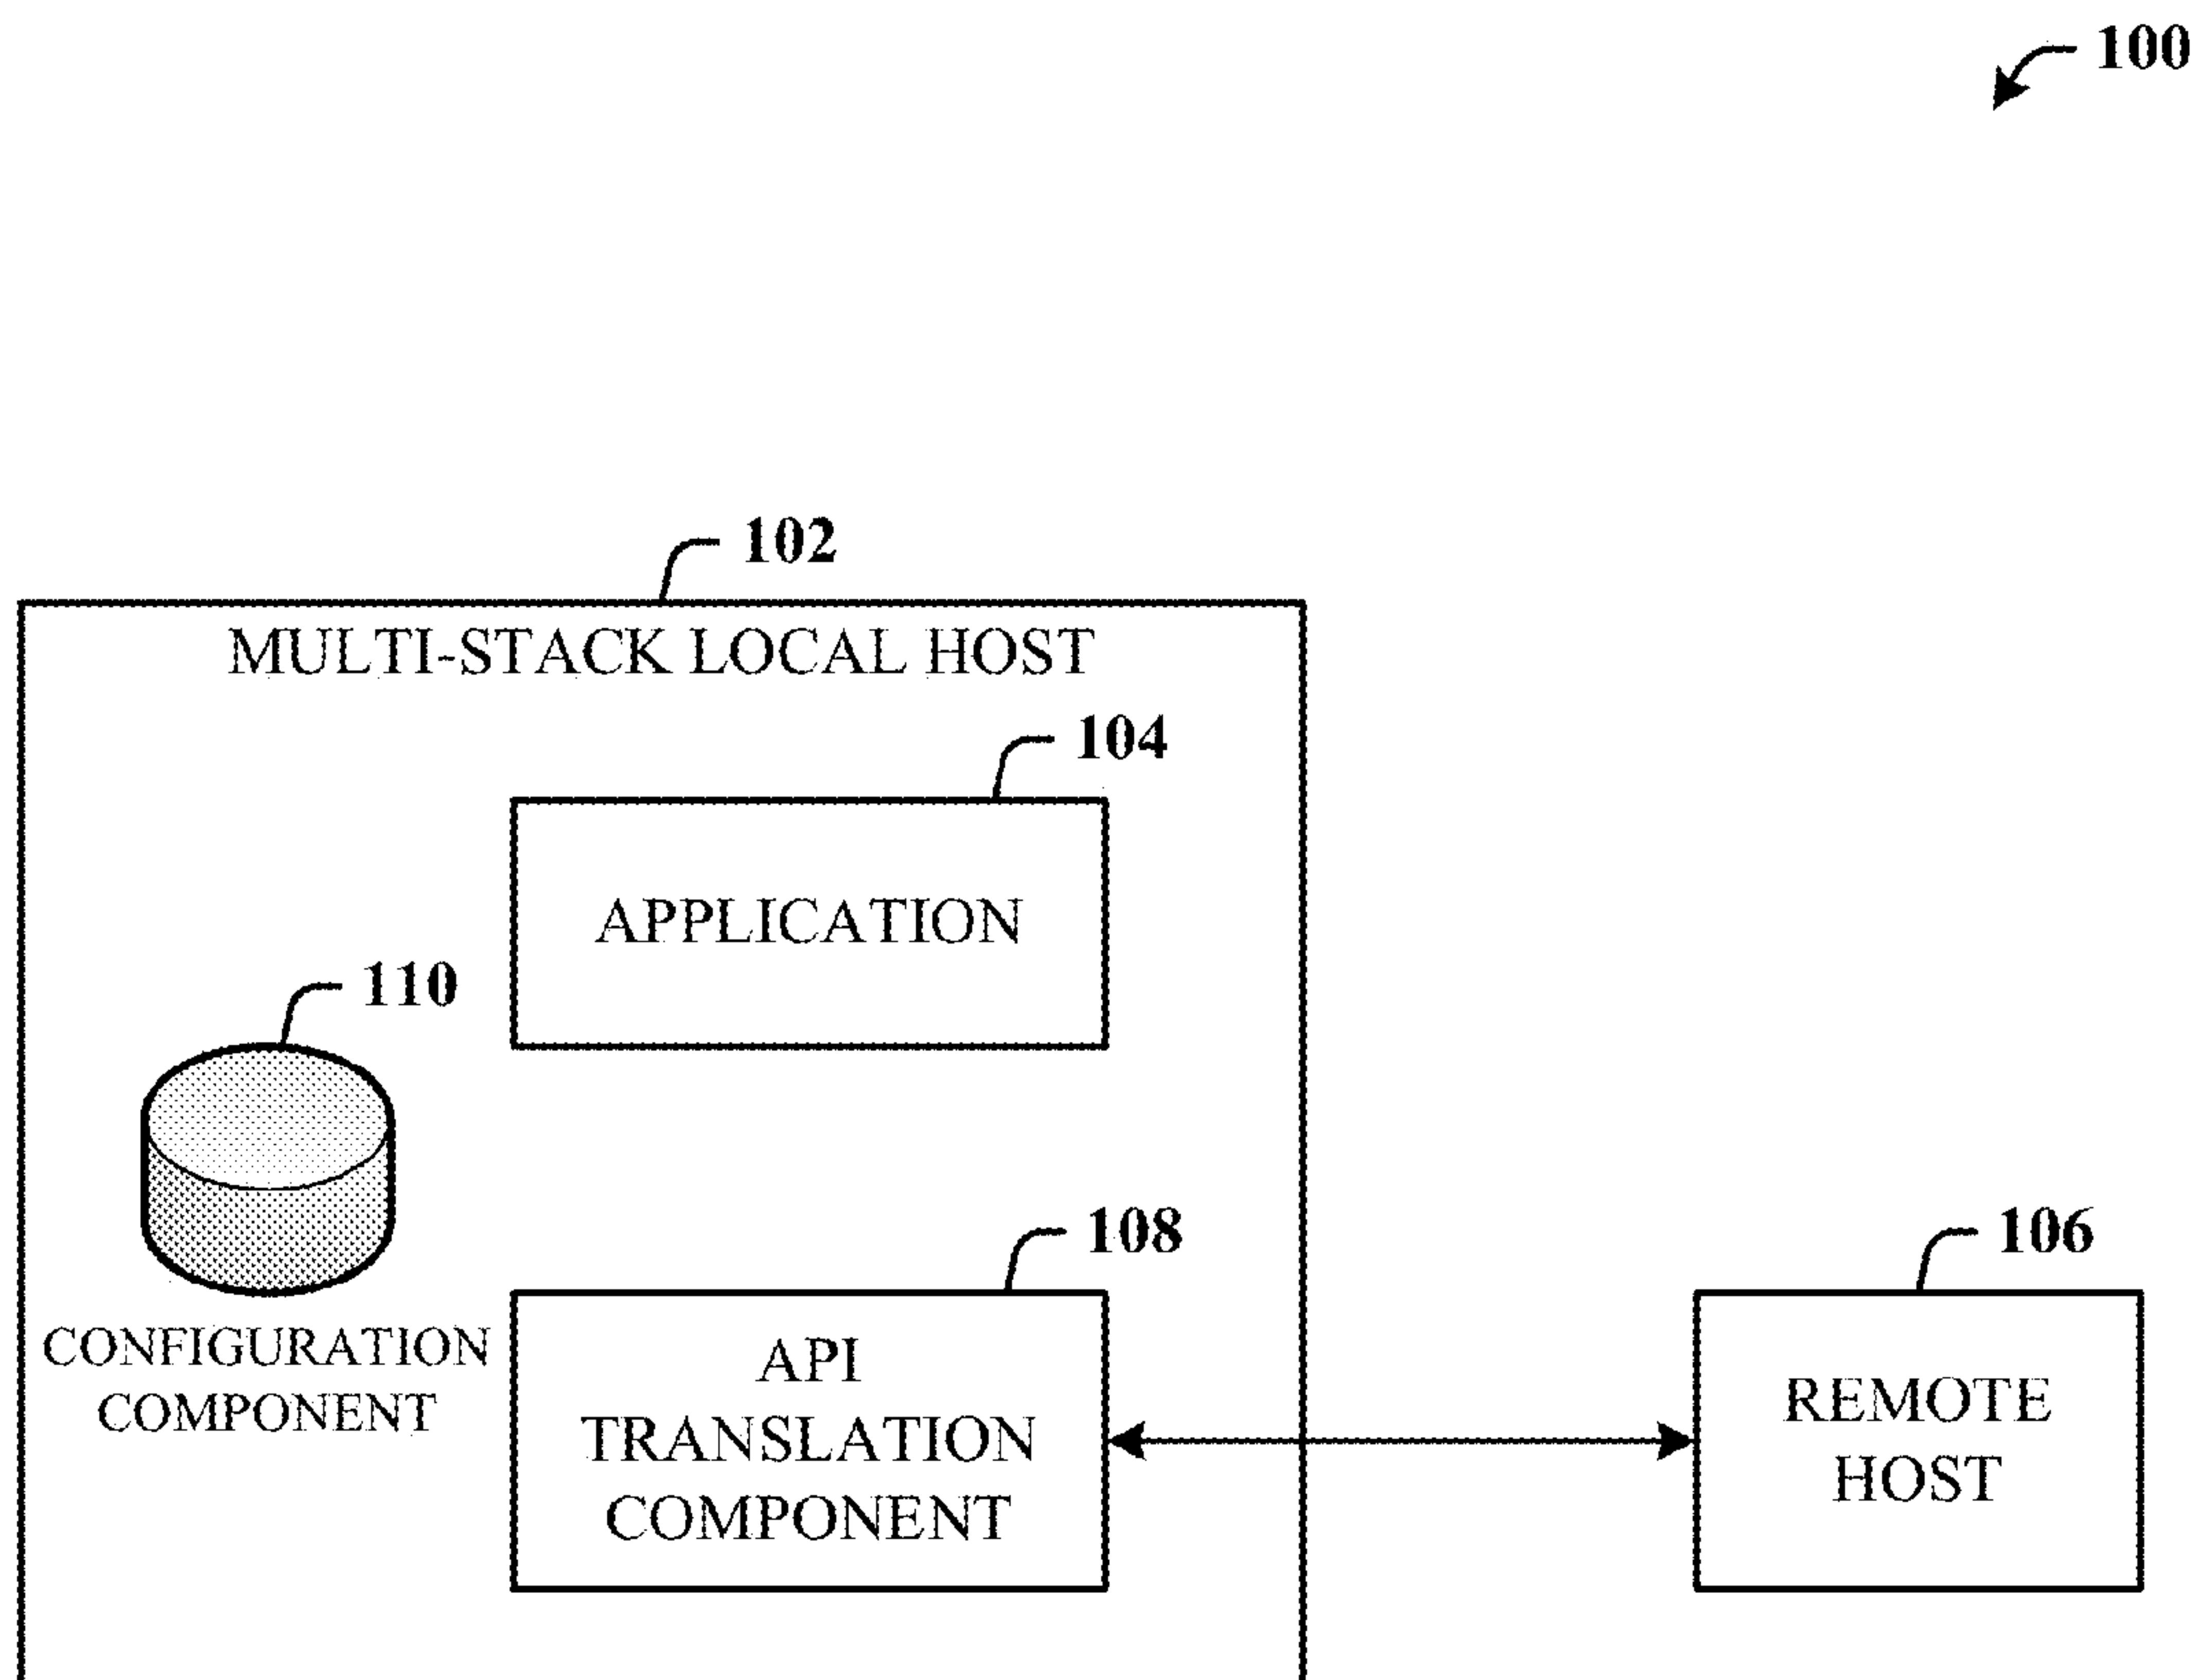 100
102
MULTI-STACK LOCAL HOST
104
APPLICATION
110
CONFIGURATION
COMPONENT
108
API
TRANSLATION
COMPONENT
106
REMOTE
HOST